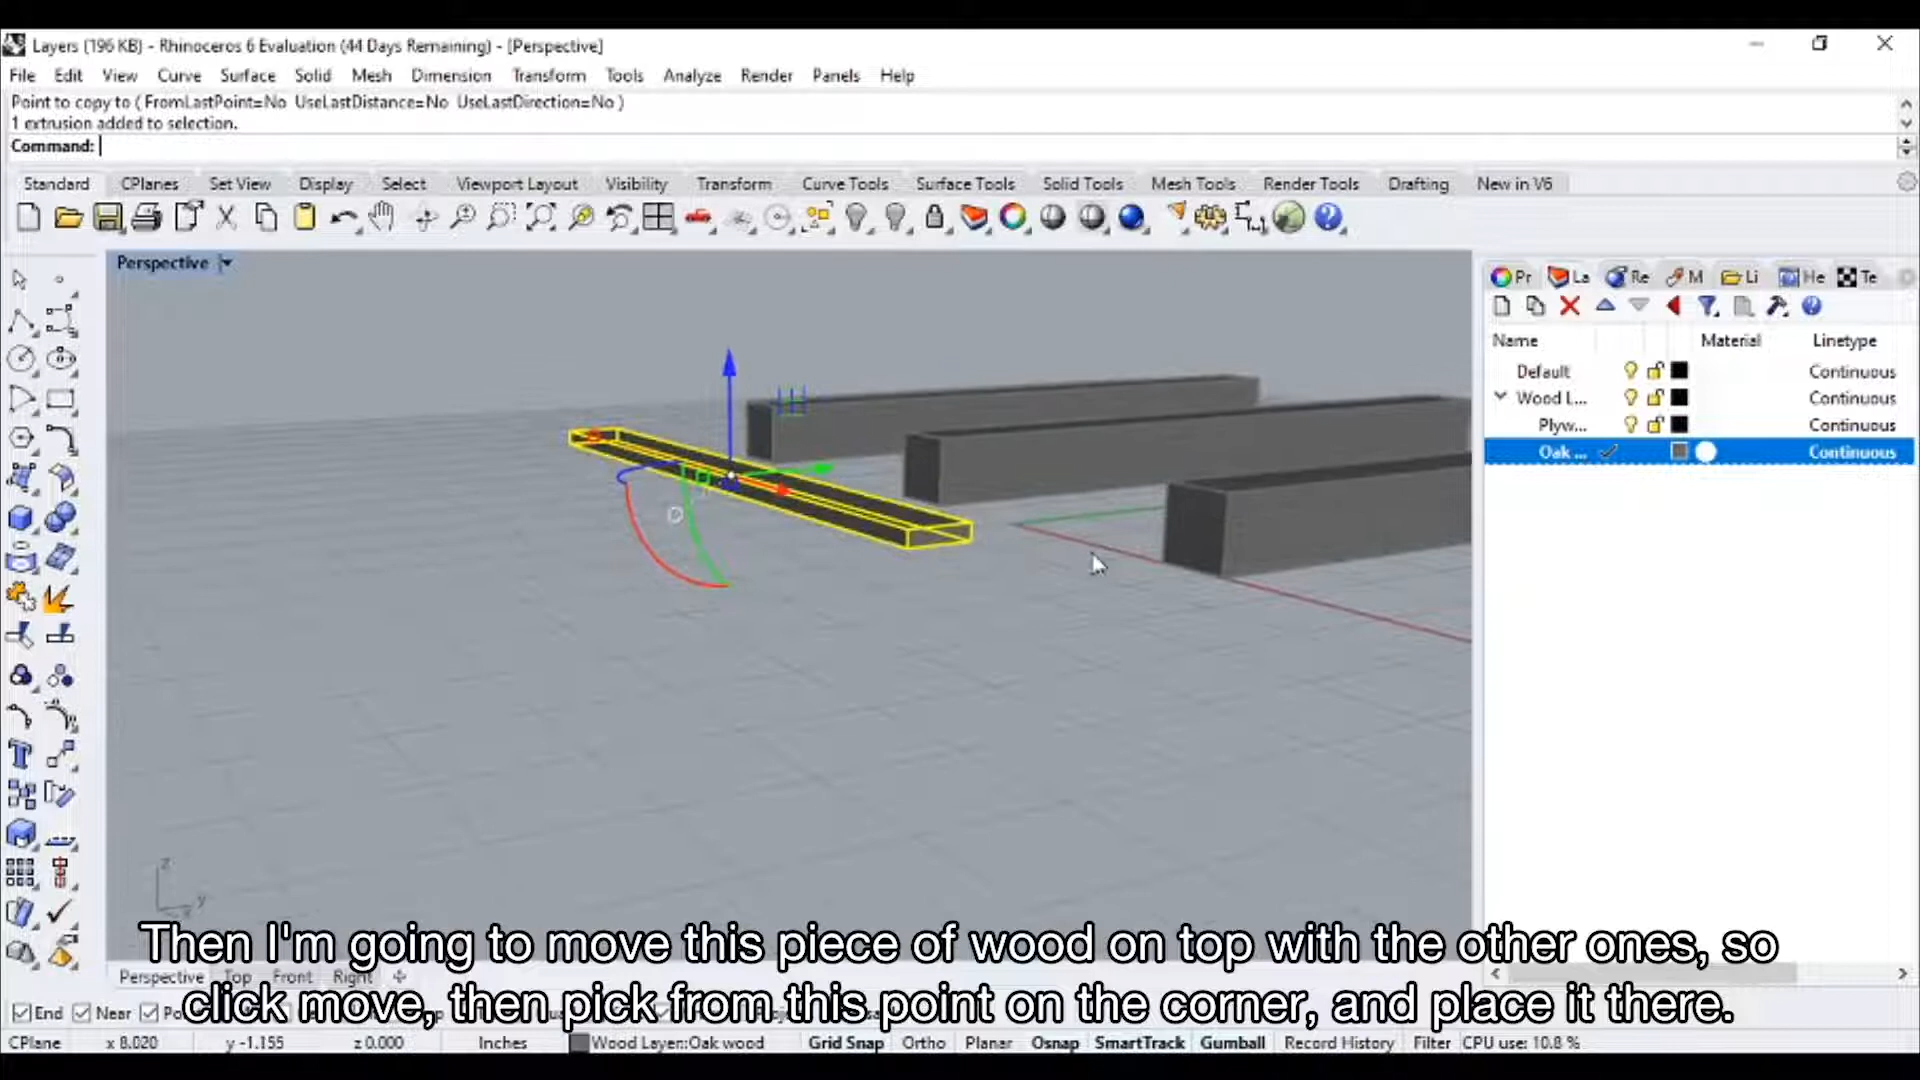 Layers (196 KB) - Rhinoceros 6 Evaluation (44 Days Remaining) - [Perspective]
File Edit View Curve Surface Solid Mesh Dimension Transform Tools Analyze Render Panels Help
Point to copy to ( FromLastPoint=No UseLastDistance=No UseLastDirection=No )
1 extrusion added to selection.
Command:
Standard CPlanes Set View Display Select Viewport Layout Visibility Transform Curve Tools Surface Tools Solid Tools Mesh Tools Render Tools Drafting New in V6
Perspective
Pr La Re M Li He Te
Name Material Linetype
Default Continuous
Wood L... Continuous
Plyw... Continuous
Oak ... Continuous
z
y
x
Then I'm going to move this piece of wood on top with the other ones, so
click move, then pick from this point on the corner, and place it there.
Perspective Top Front Right
End Near
CPlane x 8.020 y -1.155 z 0.000 Inches Wood Layer::Oak wood Grid Snap Ortho Planar Osnap SmartTrack Gumball Record History Filter CPU use: 10.8 %